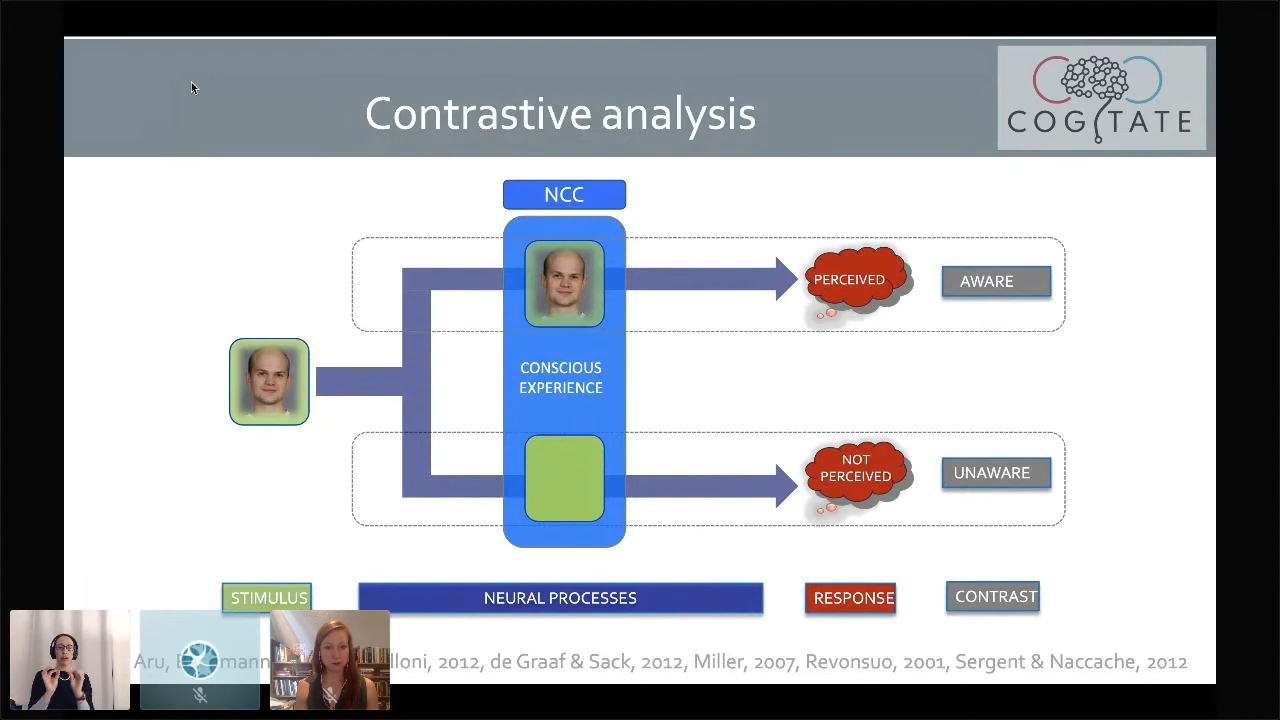 Contrastive analysis
COGITATE
NCC
PERCEIVED
AWARE
CONSCIOUS
EXPERIENCE
NOT
PERCEIVED
UNAWARE
STIMULUS
NEURAL PROCESSES
RESPONSE
CONTRAST
Aru, 2012, de Graaf & Sack, 2012, Miller, 2007, Revonsuo, 2001, Sergent & Naccache, 2012